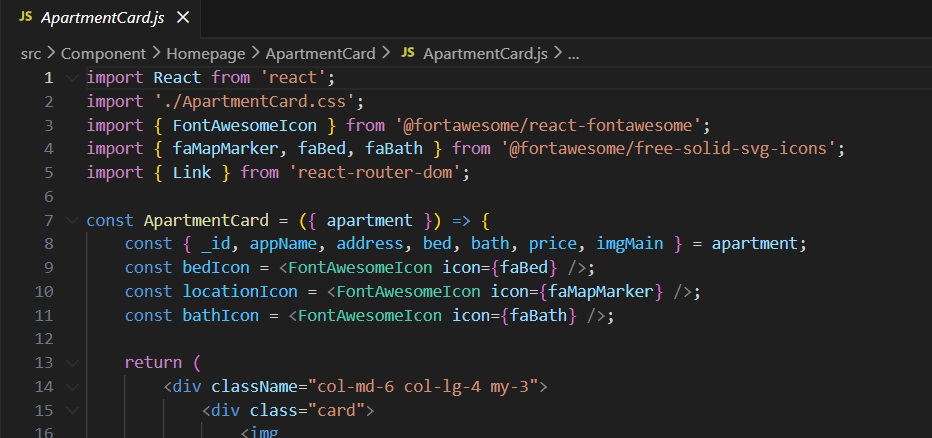 JS ApartmentCard.js ×
src > Component > Homepage > ApartmentCard > JS ApartmentCard.js > ...
1 import React from 'react';
2 import './ApartmentCard.css';
3 import { FontAwesomeIcon } from '@fortawesome/react-fontawesome';
4 import { faMapMarker, faBed, faBath } from '@fortawesome/free-solid-svg-icons';
5 import { Link } from 'react-router-dom';
6
7 const ApartmentCard = ({ apartment }) => {
8     const { _id, appName, address, bed, bath, price, imgMain } = apartment;
9     const bedIcon = <FontAwesomeIcon icon={faBed} />;
10     const locationIcon = <FontAwesomeIcon icon={faMapMarker} />;
11     const bathIcon = <FontAwesomeIcon icon={faBath} />;
12
13     return (
14         <div className="col-md-6 col-lg-4 my-3">
15             <div class="card">
16                 <img